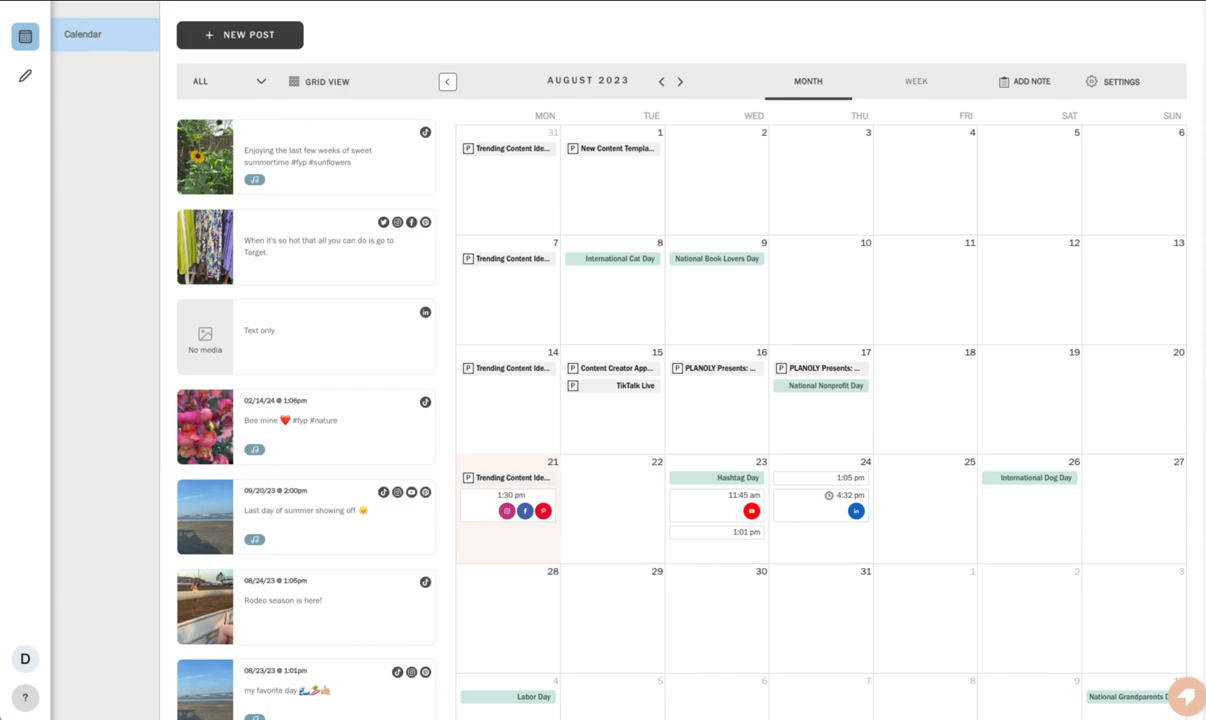 Calendar
+ NEW POST
ALL
GRID VIEW
AUGUST 2023
MONTH
WEEK
ADD NOTE
SETTINGS
Enjoying the last few weeks of sweet
summertime #fyp #sunflowers
When it's so hot that all you can do is go to
Target.
No media
Text only
02/14/24 @ 1:06pm
Bee mine ❤️ #fyp #nature
09/20/23 @ 2:00pm
Last day of summer showing off ☀️
08/24/23 @ 1:05pm
Rodeo season is here!
08/23/23 @ 1:01pm
my favorite day 🌊🏄🤙
D
?
MON TUE WED THU FRI SAT SUN
31 1 2 3 4 5 6
P Trending Content Ide... P New Content Templa...
7 8 9 10 11 12 13
P Trending Content Ide... International Cat Day National Book Lovers Day
14 15 16 17 18 19 20
P Trending Content Ide... P Content Creator App... P PLANOLY Presents: ... P PLANOLY Presents: ...
P TikTalk Live National Nonprofit Day
21 22 23 24 25 26 27
P Trending Content Ide... Hashtag Day 1:05 pm International Dog Day
1:30 pm 11:45 am 4:32 pm
1:01 pm
28 29 30 31 1 2 3
4 5 6 7 8 9
Labor Day National Grandparents